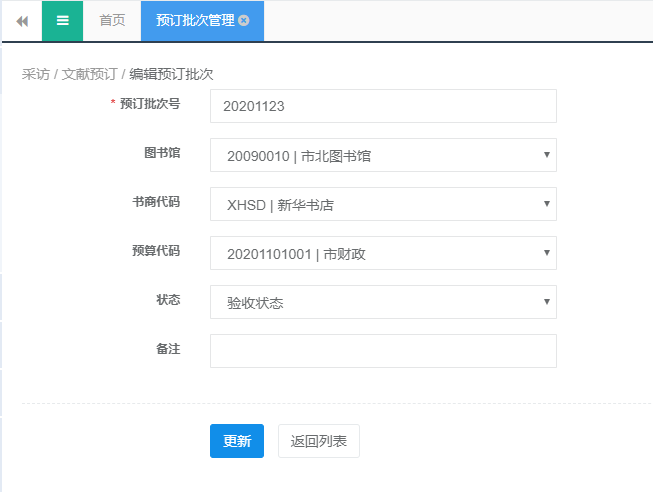 首页 预订批次管理
采访 / 文献预订 / 编辑预订批次
* 预订批次号 20201123
图书馆 20090010 | 市北图书馆
书商代码 XHSD | 新华书店
预算代码 20201101001 | 市财政
状态 验收状态
备注
更新 返回列表